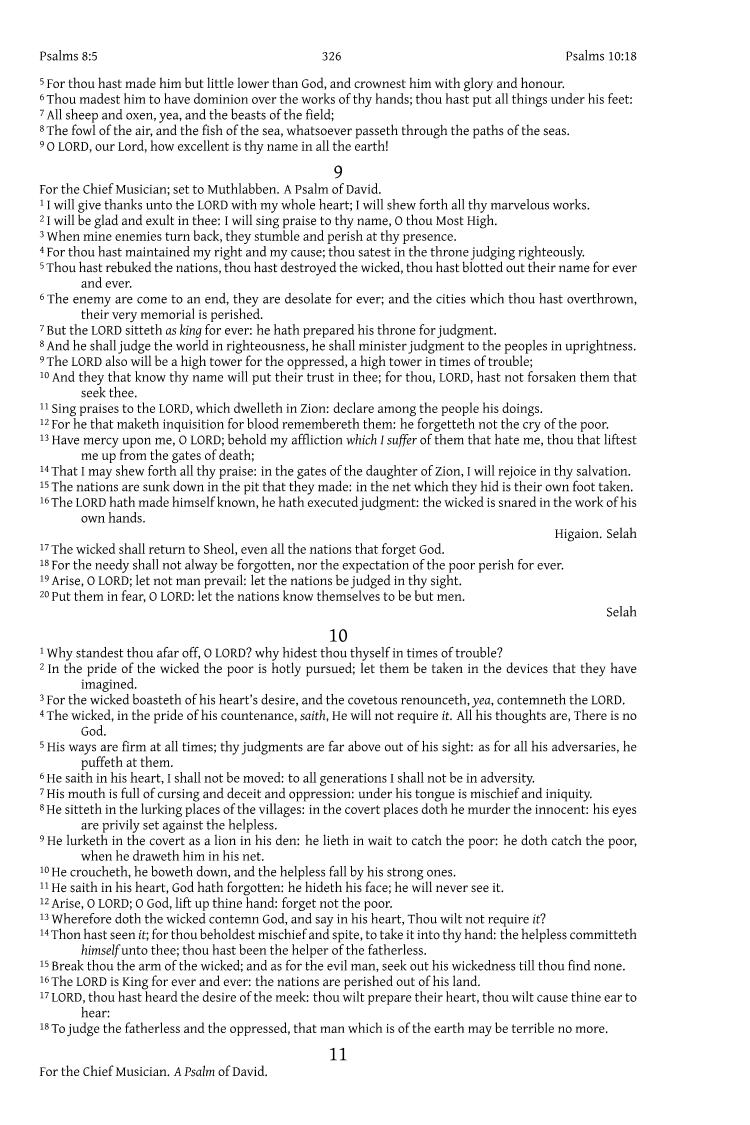 Psalms 8:5 326 Psalms 10:18
5 For thou hast made him but little lower than God, and crownest him with glory and honour.
6 Thou madest him to have dominion over the works of thy hands; thou hast put all things under his feet:
7 All sheep and oxen, yea, and the beasts of the field;
8 The fowl of the air, and the fish of the sea, whatsoever passeth through the paths of the seas.
9 O LORD, our Lord, how excellent is thy name in all the earth!
9
For the Chief Musician; set to Muthlabben. A Psalm of David.
1 I will give thanks unto the LORD with my whole heart; I will shew forth all thy marvelous works.
2 I will be glad and exult in thee: I will sing praise to thy name, O thou Most High.
3 When mine enemies turn back, they stumble and perish at thy presence.
4 For thou hast maintained my right and my cause; thou satest in the throne judging righteously.
5 Thou hast rebuked the nations, thou hast destroyed the wicked, thou hast blotted out their name for ever
and ever.
6 The enemy are come to an end, they are desolate for ever; and the cities which thou hast overthrown,
their very memorial is perished.
7 But the LORD sitteth as king for ever: he hath prepared his throne for judgment.
8 And he shall judge the world in righteousness, he shall minister judgment to the peoples in uprightness.
9 The LORD also will be a high tower for the oppressed, a high tower in times of trouble;
10 And they that know thy name will put their trust in thee; for thou, LORD, hast not forsaken them that
seek thee.
11 Sing praises to the LORD, which dwelleth in Zion: declare among the people his doings.
12 For he that maketh inquisition for blood remembereth them: he forgetteth not the cry of the poor.
13 Have mercy upon me, O LORD; behold my affliction which I suffer of them that hate me, thou that liftest
me up from the gates of death;
14 That I may shew forth all thy praise: in the gates of the daughter of Zion, I will rejoice in thy salvation.
15 The nations are sunk down in the pit that they made: in the net which they hid is their own foot taken.
16 The LORD hath made himself known, he hath executed judgment: the wicked is snared in the work of his
own hands.
Higaion. Selah
17 The wicked shall return to Sheol, even all the nations that forget God.
18 For the needy shall not alway be forgotten, nor the expectation of the poor perish for ever.
19 Arise, O LORD; let not man prevail: let the nations be judged in thy sight.
20 Put them in fear, O LORD: let the nations know themselves to be but men.
Selah
10
1 Why standest thou afar off, O LORD? why hidest thou thyself in times of trouble?
2 In the pride of the wicked the poor is hotly pursued; let them be taken in the devices that they have
imagined.
3 For the wicked boasteth of his heart's desire, and the covetous renounceth, yea, contemneth the LORD.
4 The wicked, in the pride of his countenance, saith, He will not require it. All his thoughts are, There is no
God.
5 His ways are firm at all times; thy judgments are far above out of his sight: as for all his adversaries, he
puffeth at them.
6 He saith in his heart, I shall not be moved: to all generations I shall not be in adversity.
7 His mouth is full of cursing and deceit and oppression: under his tongue is mischief and iniquity.
8 He sitteth in the lurking places of the villages: in the covert places doth he murder the innocent: his eyes
are privily set against the helpless.
9 He lurketh in the covert as a lion in his den: he lieth in wait to catch the poor: he doth catch the poor,
when he draweth him in his net.
10 He croucheth, he boweth down, and the helpless fall by his strong ones.
11 He saith in his heart, God hath forgotten: he hideth his face; he will never see it.
12 Arise, O LORD; O God, lift up thine hand: forget not the poor.
13 Wherefore doth the wicked contemn God, and say in his heart, Thou wilt not require it?
14 Thon hast seen it; for thou beholdest mischief and spite, to take it into thy hand: the helpless committeth
himself unto thee; thou hast been the helper of the fatherless.
15 Break thou the arm of the wicked; and as for the evil man, seek out his wickedness till thou find none.
16 The LORD is King for ever and ever: the nations are perished out of his land.
17 LORD, thou hast heard the desire of the meek: thou wilt prepare their heart, thou wilt cause thine ear to
hear:
18 To judge the fatherless and the oppressed, that man which is of the earth may be terrible no more.
11
For the Chief Musician. A Psalm of David.